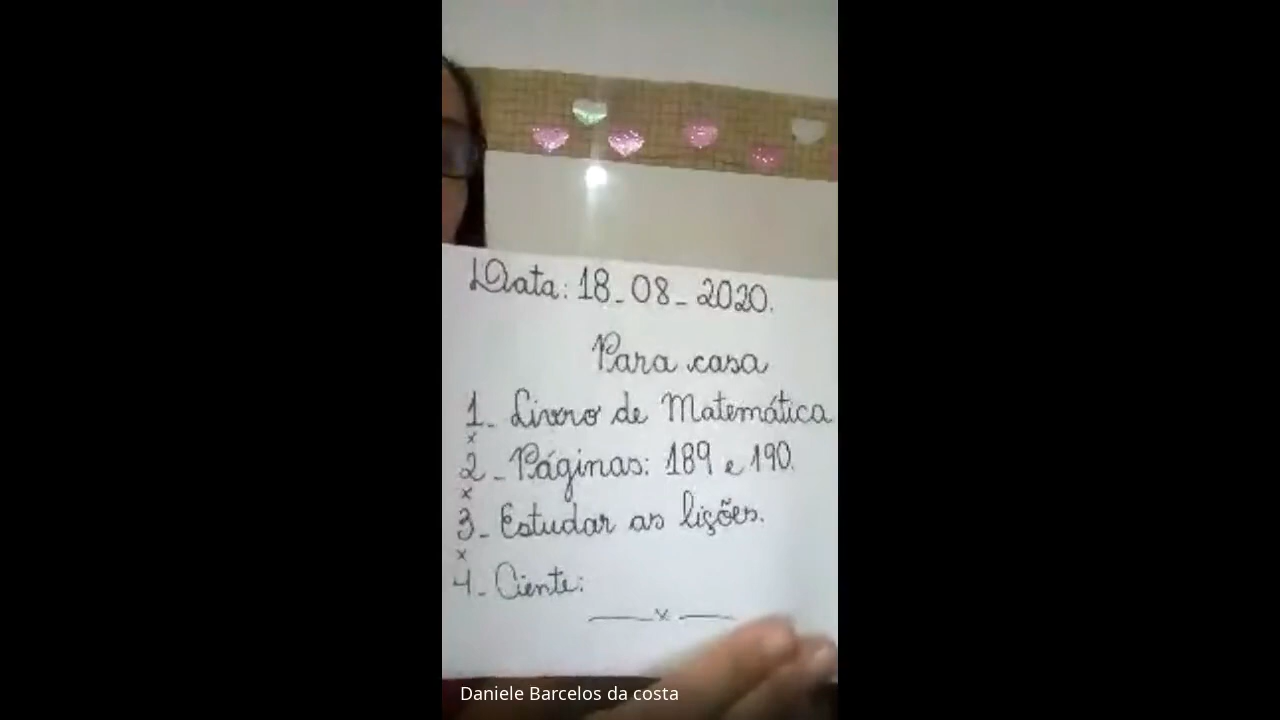 Data: 18-08-2020.
Para casa
1- Livro de Matemática
x
2- Páginas: 189 e 190.
x
3- Estudar as lições.
x
4- Ciente:
——x——
Daniele Barcelos da costa